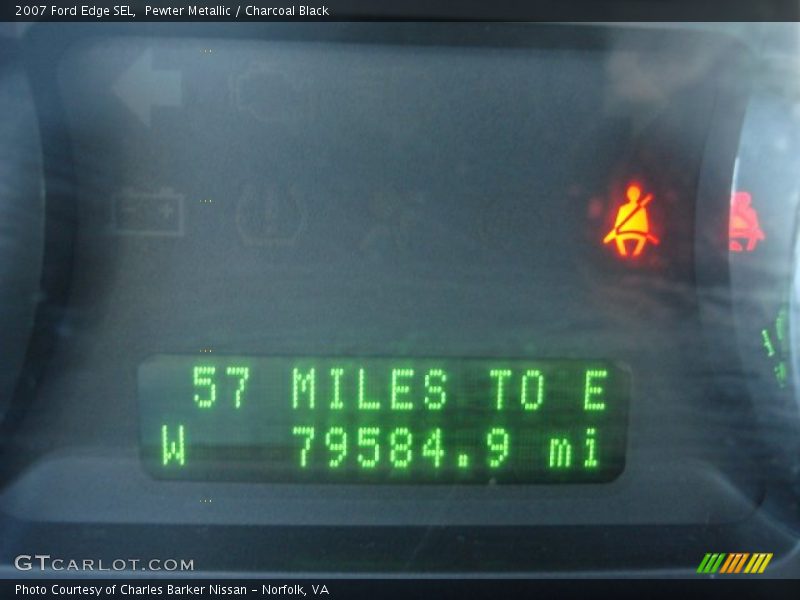 2007 Ford Edge SEL,  Pewter Metallic / Charcoal Black
57 MILES TO E
W 79584.9 mi
GTCARLOT.COM
Photo Courtesy of Charles Barker Nissan - Norfolk, VA